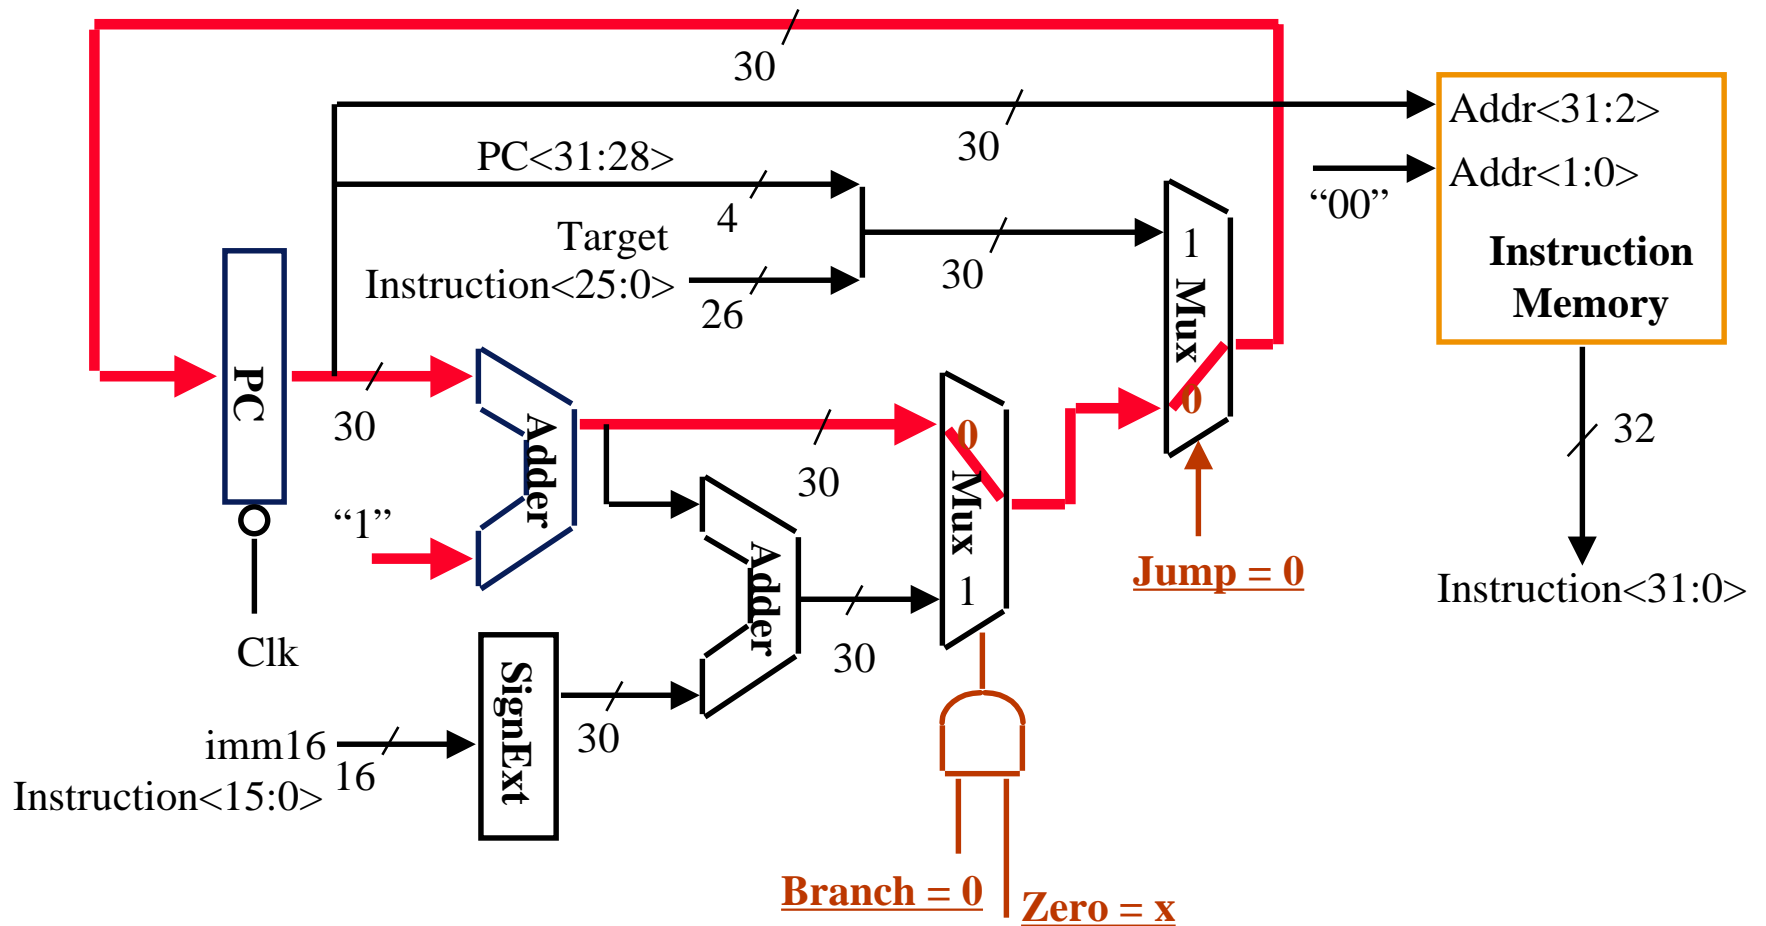 30
Addr<31:2>
30
PC<31:28>
Addr<1:0>
4
“00”
Target
1
Instruction<25:0>
30
Instruction
26
Memory
Mux
PC
0
30
Adder
0
32
30
Mux
“1”
Adder
1
Jump = 0
Instruction<31:0>
Clk
30
SignExt
30
imm16
16
Instruction<15:0>
Branch = 0
Zero = x